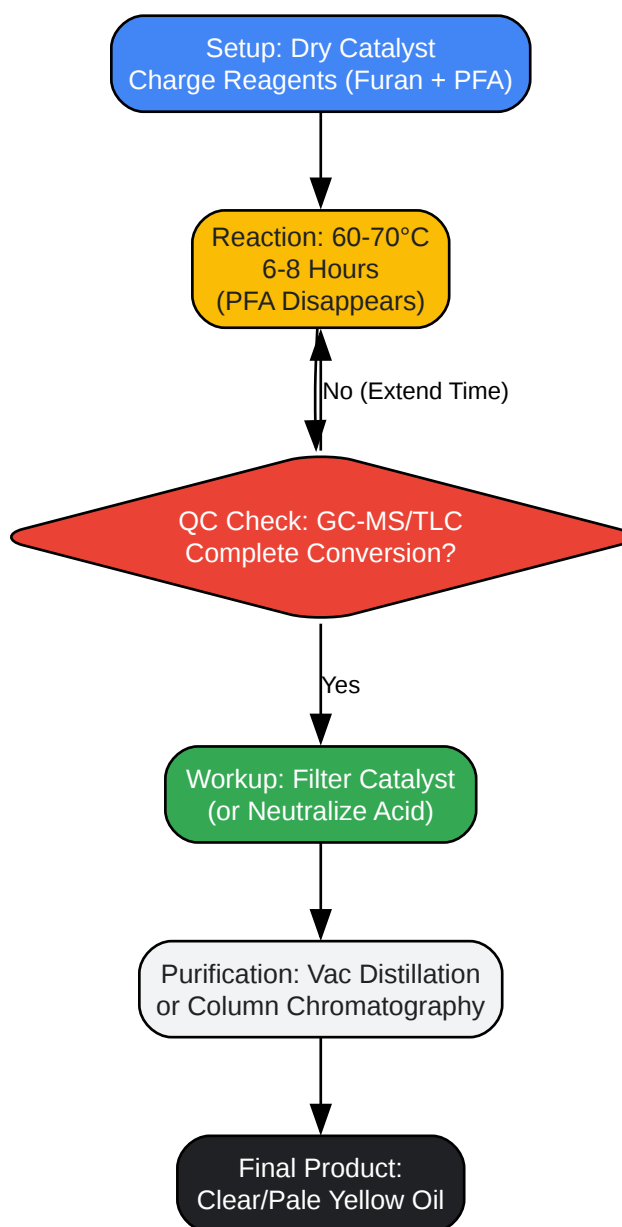 Setup: Dry Catalyst
Charge Reagents (Furan + PFA)
Reaction: 60-70°C
6-8 Hours
(PFA Disappears)
No (Extend Time)
QC Check: GC-MS/TLC
Complete Conversion?
Yes
Workup: Filter Catalyst
(or Neutralize Acid)
Purification: Vac Distillation
or Column Chromatography
Final Product:
Clear/Pale Yellow Oil